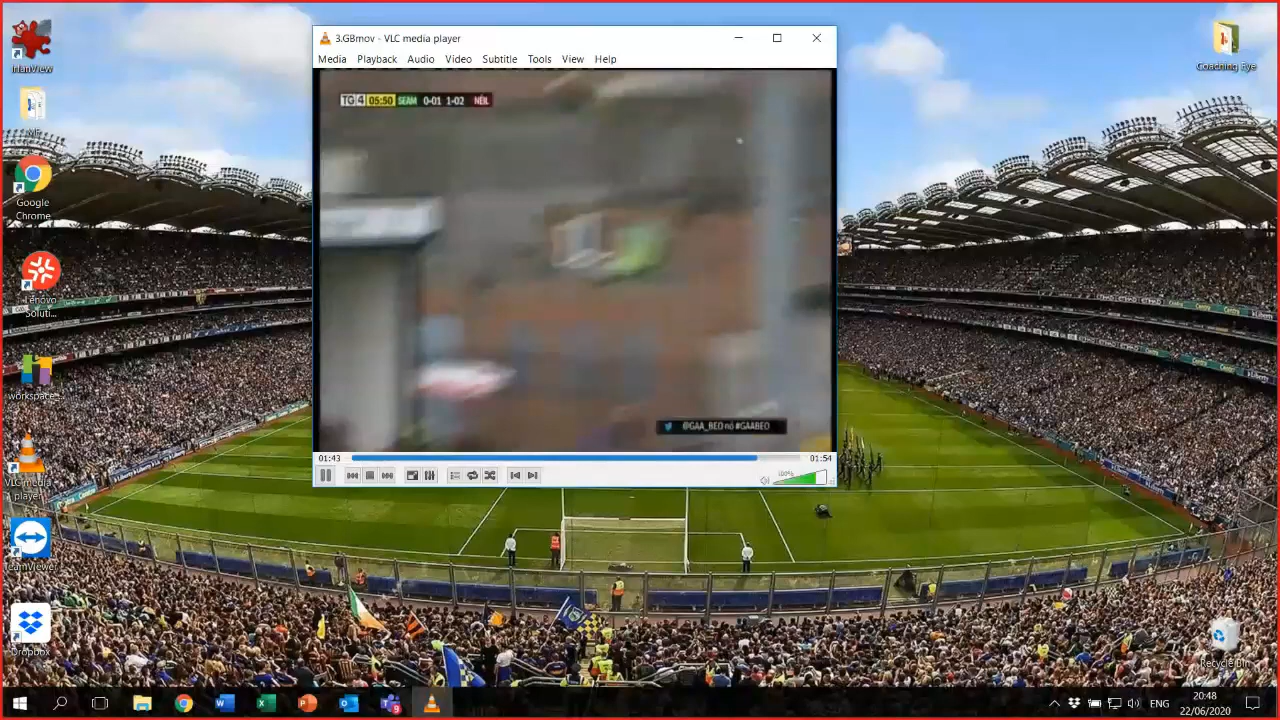 3.GBmov - VLC media player
Media Playback Audio Video Subtitle Tools View Help
TG4 05:50 SEAM 0-01 1-02 NÉIL
@GAA_BEO nó #GAABEO
01:43
01:54
100%
Google
Chrome
Lenovo
Soluti...
workspace...
VLC media
player
TeamViewer
Dropbox
Coaching Eye
Recycle Bin
ENG
20:48
22/06/2020